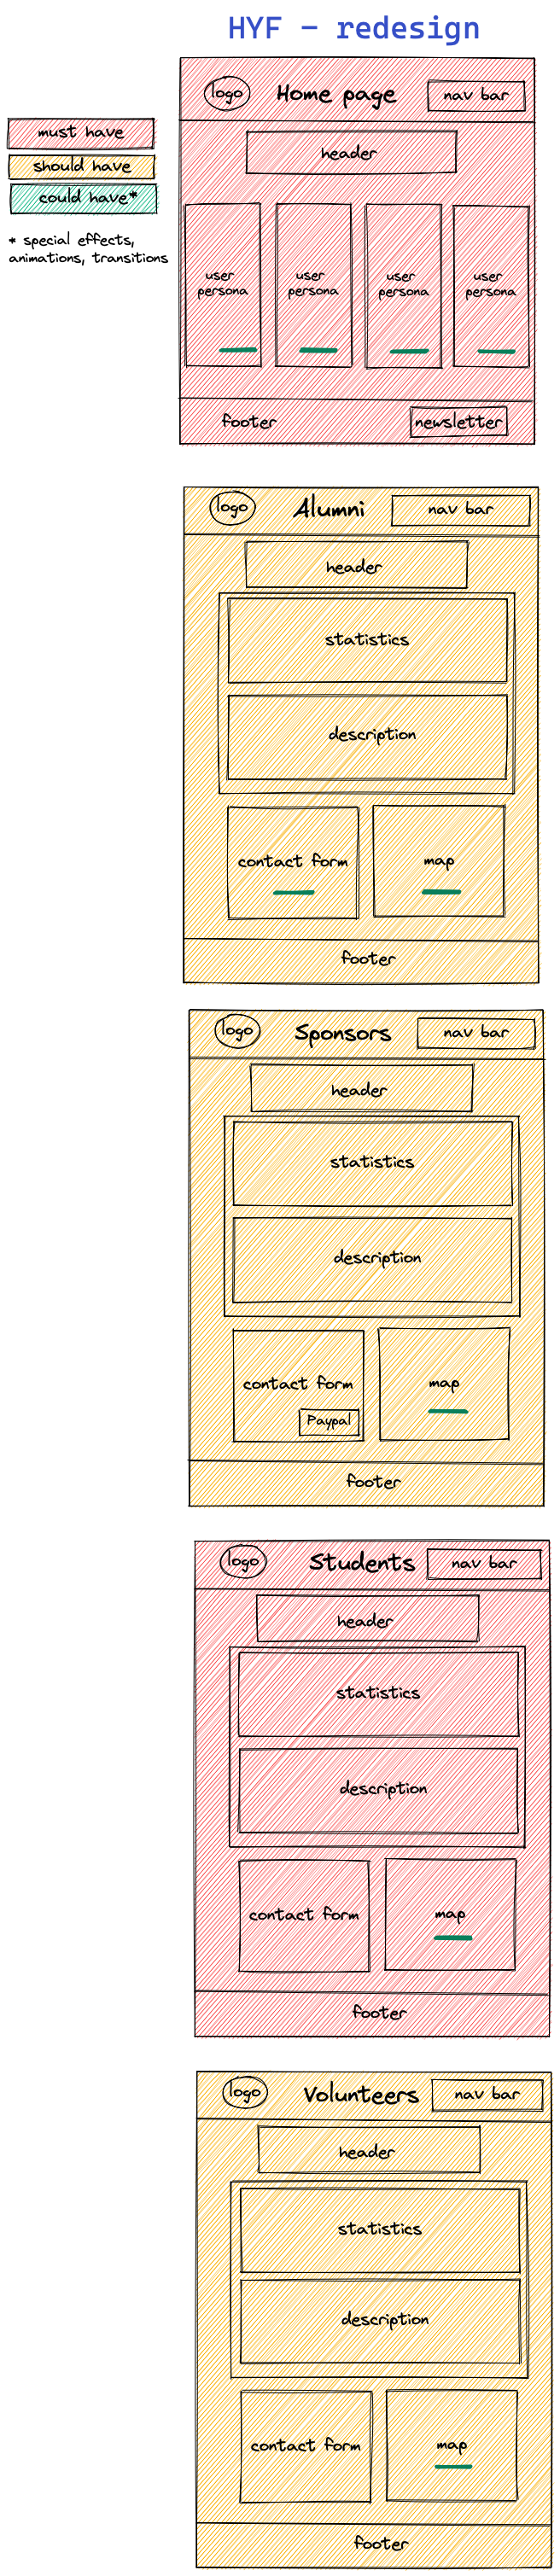 HYF - redesign
must have
should have
could have*
* special effects,
animations, transitions
logo
Home page
nav bar
header
user
persona
user
persona
user
persona
user
persona
footer
newsletter
logo
Alumni
nav bar
header
statistics
description
contact form
map
footer
logo
Sponsors
nav bar
header
statistics
description
contact form
Paypal
map
footer
logo
Students
nav bar
header
statistics
description
contact form
map
footer
logo
Volunteers
nav bar
header
statistics
description
contact form
map
footer